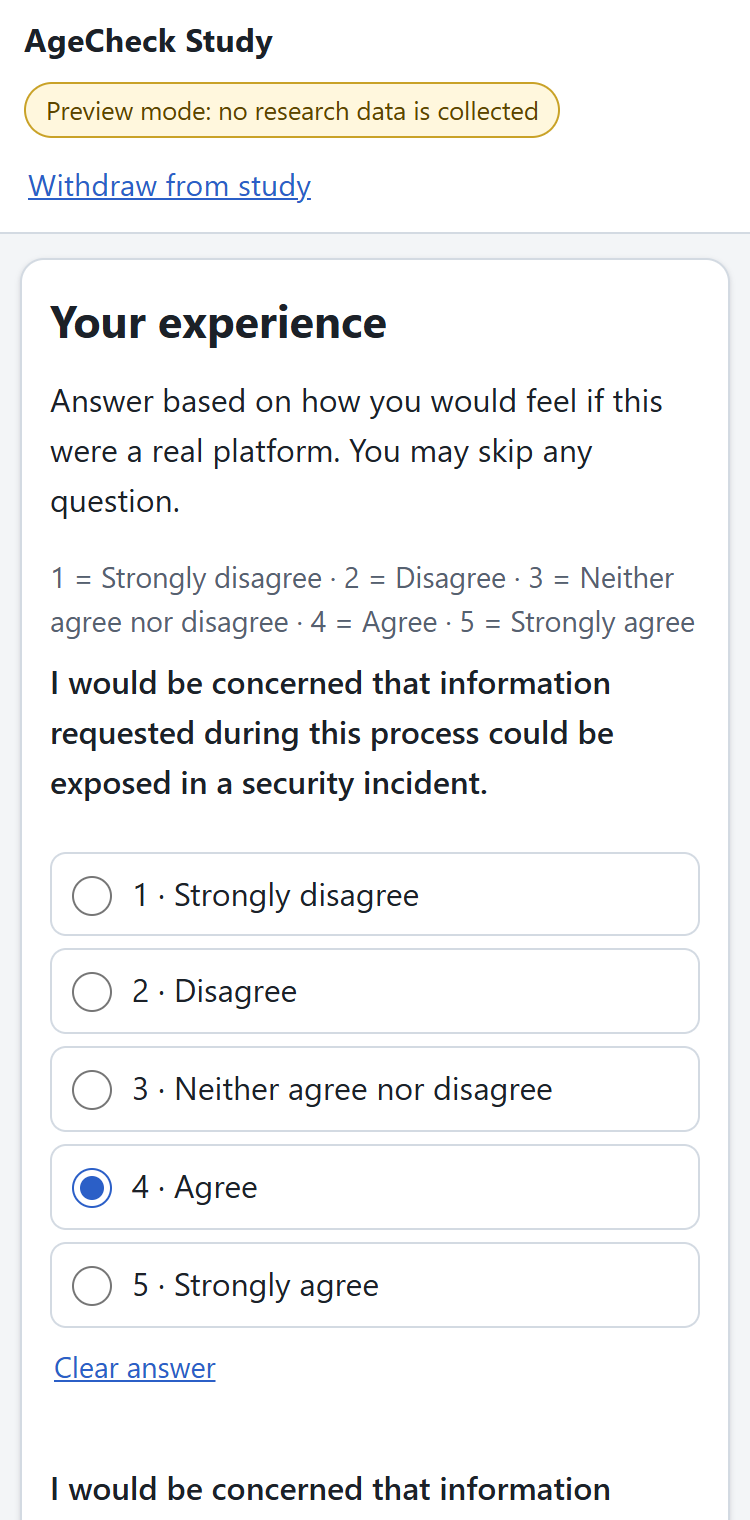 AgeCheck Study
Preview mode: no research data is collected
Withdraw from study
Your experience
Answer based on how you would feel if this
were a real platform. You may skip any
question.
1 = Strongly disagree · 2 = Disagree · 3 = Neither
agree nor disagree · 4 = Agree · 5 = Strongly agree
I would be concerned that information
requested during this process could be
exposed in a security incident.
1 · Strongly disagree
2 · Disagree
3 · Neither agree nor disagree
4 · Agree
5 · Strongly agree
Clear answer
I would be concerned that information